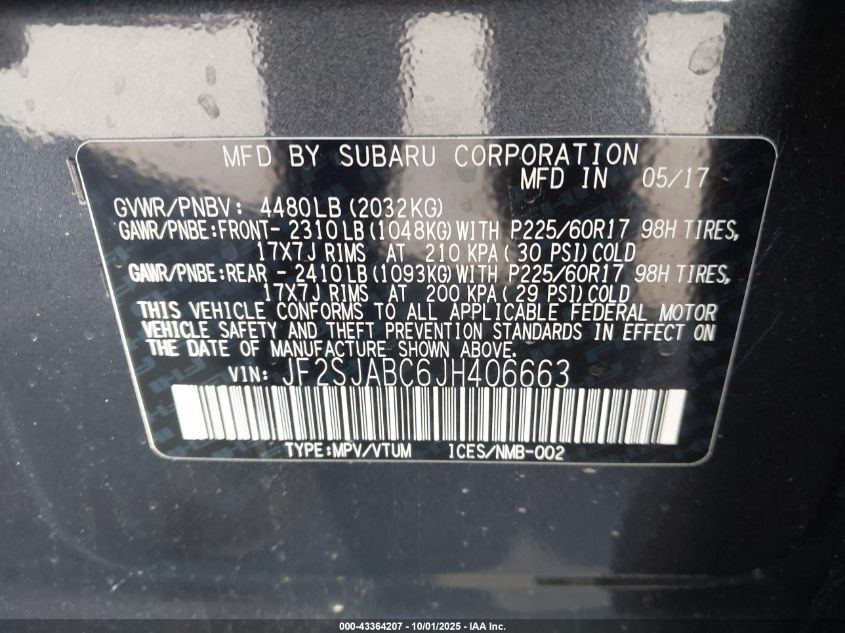 MFD BY SUBARU CORPORATION
MFD IN 05/17
GVWR/PNBV: 4480LB(2032KG)
GAWR/PNBE:FRONT- 2310LB(1048KG)WITH P225/60R17 98H TIRES,
17X7J RIMS AT 210 KPA( 30 PSI)COLD
GAWR/PNBE:REAR - 2410LB(1093KG)WITH P225/60R17 98H TIRES,
17X7J RIMS AT 200 KPA( 29 PSI)COLD
THIS VEHICLE CONFORMS TO ALL APPLICABLE FEDERAL MOTOR
VEHICLE SAFETY AND THEFT PREVENTION STANDARDS IN EFFECT ON
THE DATE OF MANUFACTURE SHOWN ABOVE.
VIN: JF2SJABC6JH406663
TYPE:MPV/VTUM ICES/NMB-002
000-43364207 - 10/01/2025 - IAA Inc.